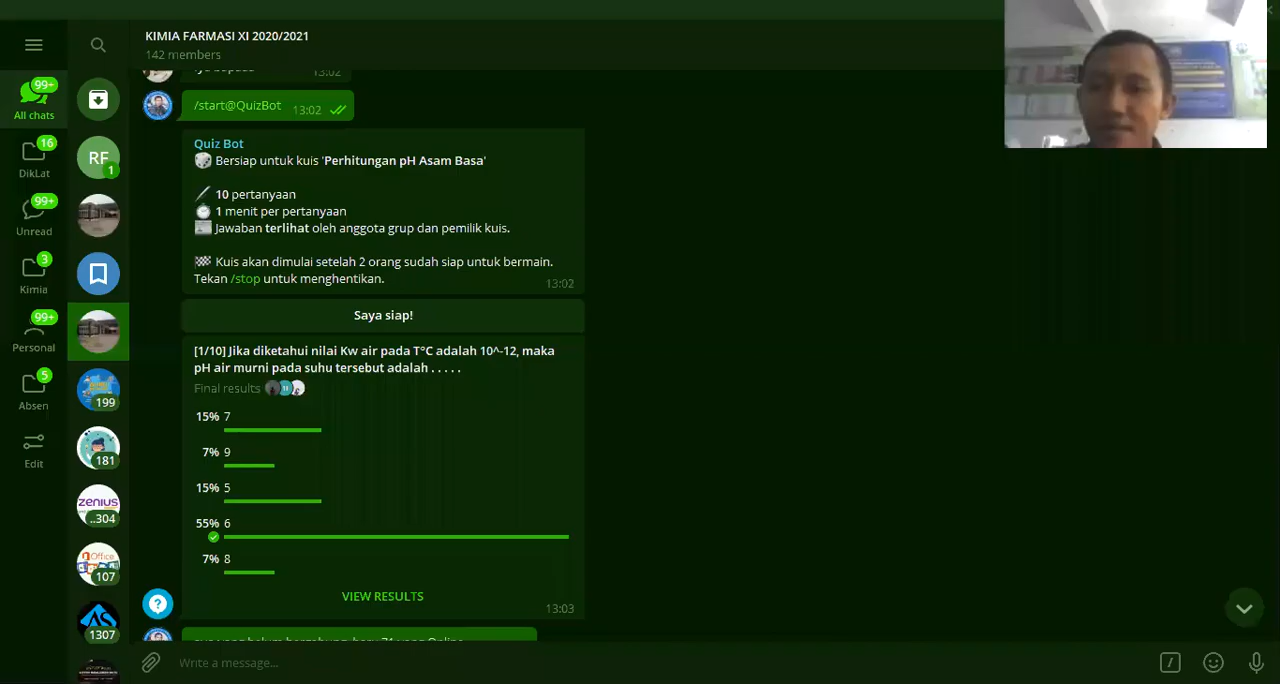 KIMIA FARMASI XI 2020/2021
142 members
13:02
/start@QuizBot 13:02
Quiz Bot
Bersiap untuk kuis 'Perhitungan pH Asam Basa'
10 pertanyaan
1 menit per pertanyaan
Jawaban terlihat oleh anggota grup dan pemilik kuis.
Kuis akan dimulai setelah 2 orang sudah siap untuk bermain.
Tekan /stop untuk menghentikan.
13:02
Saya siap!
[1/10] Jika diketahui nilai Kw air pada T°C adalah 10^-12, maka
pH air murni pada suhu tersebut adalah . . . . .
Final results
15% 7
7% 9
15% 5
55% 6
7% 8
VIEW RESULTS
13:03
Write a message...
99+
All chats
16
DikLat
99+
Unread
3
Kimia
99+
Personal
5
Absen
Edit
RF
1
199
181
zenius
..304
Office
107
1307